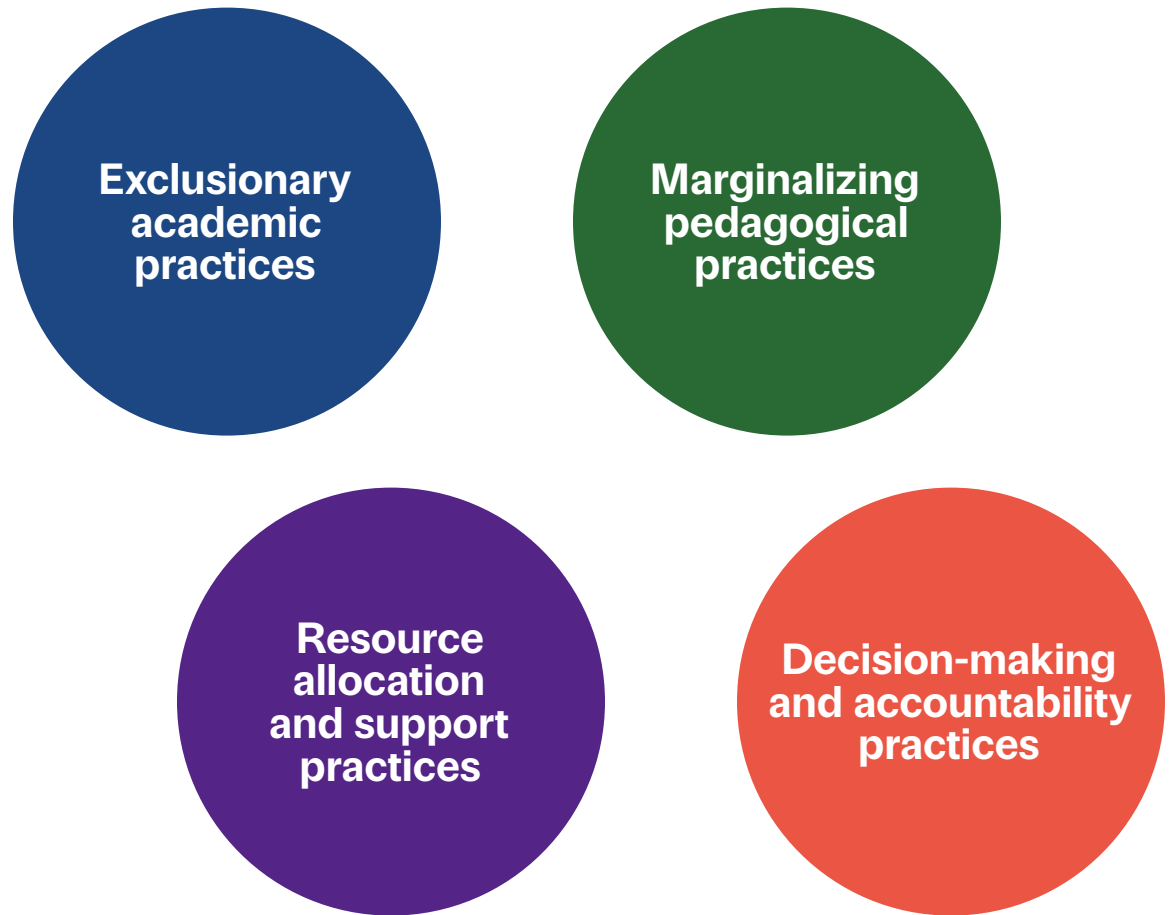 Exclusionary
academic
practices
Marginalizing
pedagogical
practices
Resource
allocation
and support
practices
Decision-making
and accountability
practices